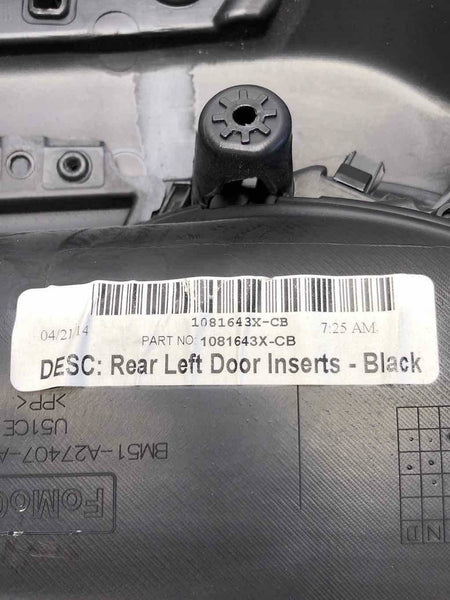 1081643X-CB
04/21/14
PART NO: 1081643X-CB
7:25 AM
DESC: Rear Left Door Inserts - Black
>PP<
U51CE
BM51-A27407-A
FoMoC
N D